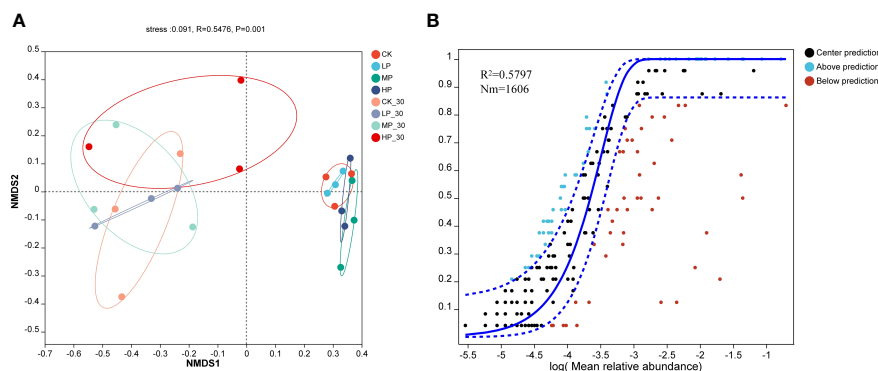 A
stress :0.091, R=0.5476, P=0.001
0.5
0.4
0.3
0.2
0.1
0
-0.1
-0.2
-0.3
-0.4
-0.5
NMDS2
-0.7 -0.6 -0.5 -0.4 -0.3 -0.2 -0.1 0 0.1 0.2 0.3 0.4
NMDS1
CK
LP
MP
HP
CK_30
LP_30
MP_30
HP_30
B
R²=0.5797
Nm=1606
1
0.9
0.8
0.7
0.6
0.5
0.4
0.3
0.2
0.1
-5.5 -5 -4.5 -4 -3.5 -3 -2.5 -2 -1.5 -1
log( Mean relative abundance)
Center prediction
Above prediction
Below prediction